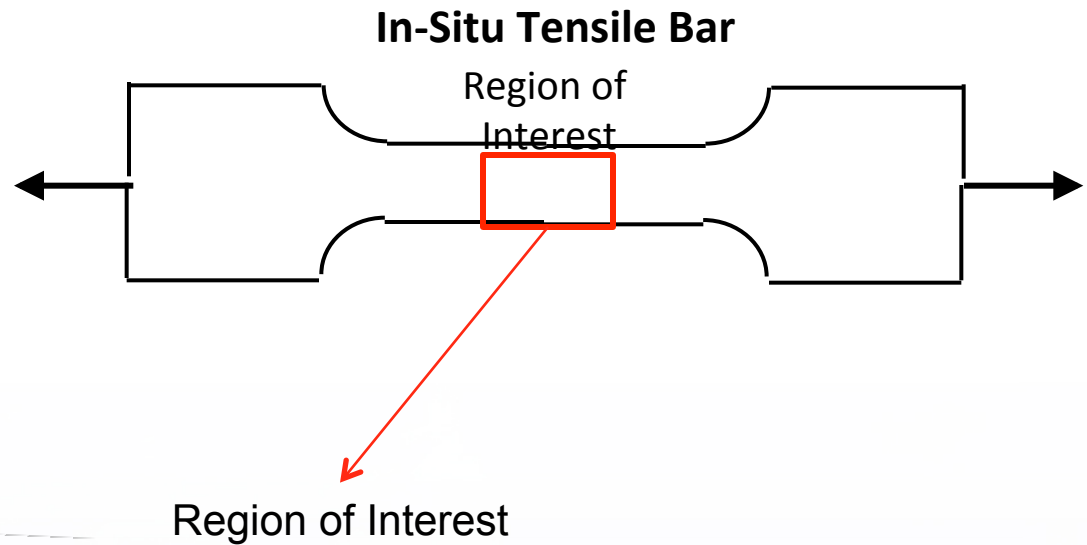 In-Situ Tensile Bar
Region of
Interest
Region of Interest